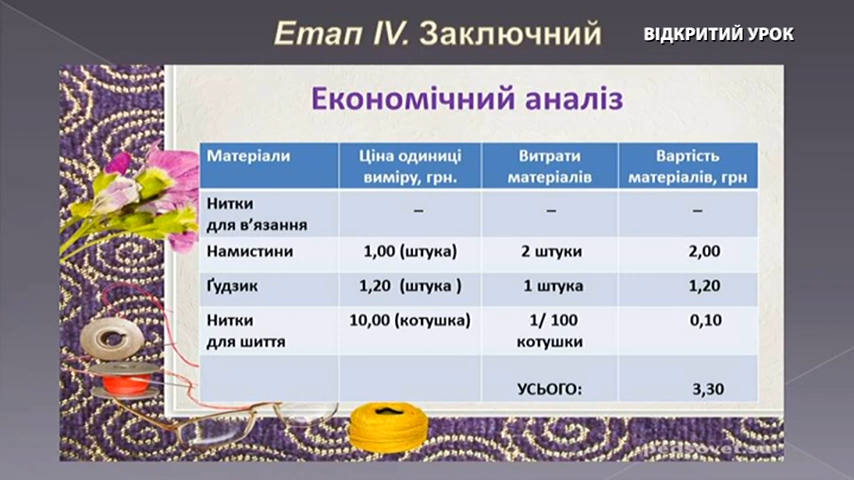 Етап IV. Заключний
ВІДКРИТИЙ УРОК
Економічний аналіз
Матеріали
Ціна одиниці
виміру, грн.
Витрати
матеріалів
Вартість
матеріалів, грн
Нитки
для в’язання
–
–
–
Намистини
1,00 (штука)
2 штуки
2,00
Ґудзик
1,20 (штука )
1 штука
1,20
Нитки
для шиття
10,00 (котушка)
1/ 100
котушки
0,10
УСЬОГО:
3,30
pedsovet.su